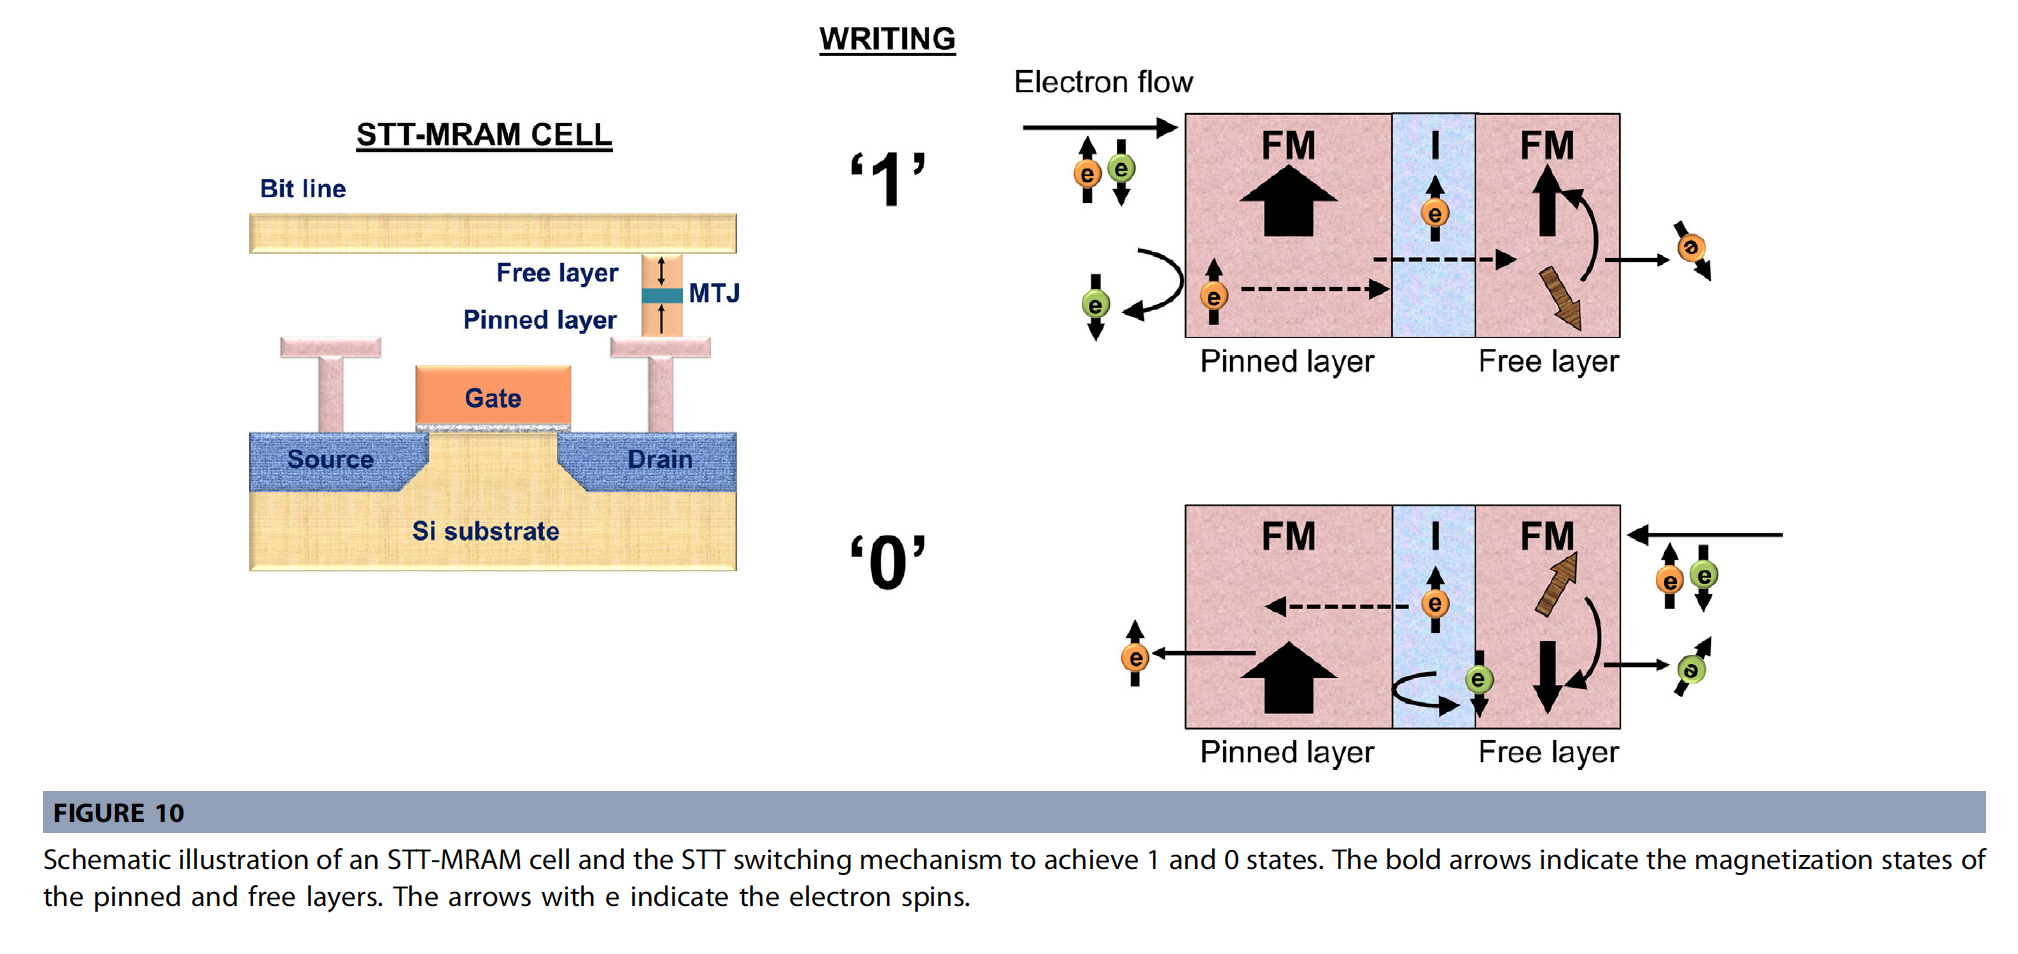 WRITING
Electron flow
STT-MRAM CELL
Bit line
Free layer
MTJ
Pinned layer
Gate
Source
Drain
Si substrate
‘1’
FM
I
FM
e
e
e
e
e
e
Pinned layer
Free layer
‘0’
FM
I
FM
e
e
e
e
e
e
Pinned layer
Free layer
FIGURE 10
Schematic illustration of an STT-MRAM cell and the STT switching mechanism to achieve 1 and 0 states. The bold arrows indicate the magnetization states of
the pinned and free layers. The arrows with e indicate the electron spins.